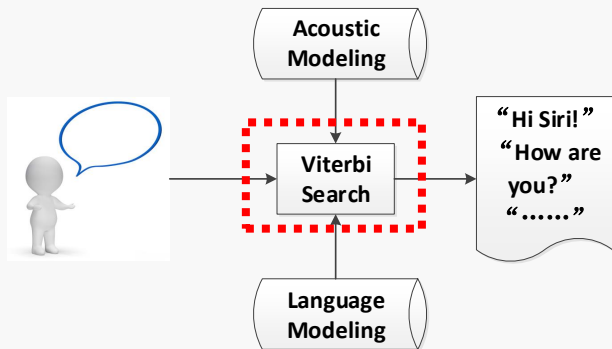 Acoustic
Modeling
Viterbi
Search
“Hi Siri!”
“How are
you?”
“……”
Language
Modeling